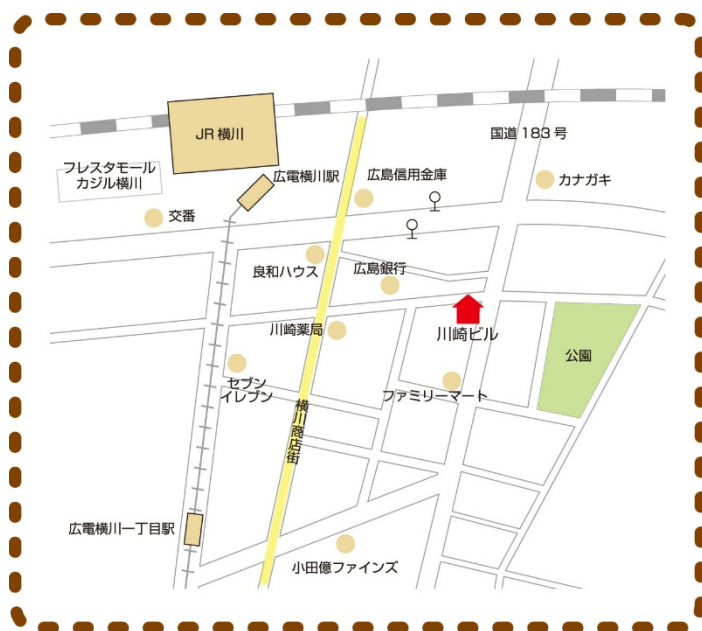 JR 横川
国道 183 号
フレスタモール
カジル横川
広電横川駅
広島信用金庫
カナガキ
交番
良和ハウス
広島銀行
川崎薬局
川崎ビル
公園
セブン
イレブン
ファミリーマート
横川商店街
広電横川一丁目駅
小田億ファインズ